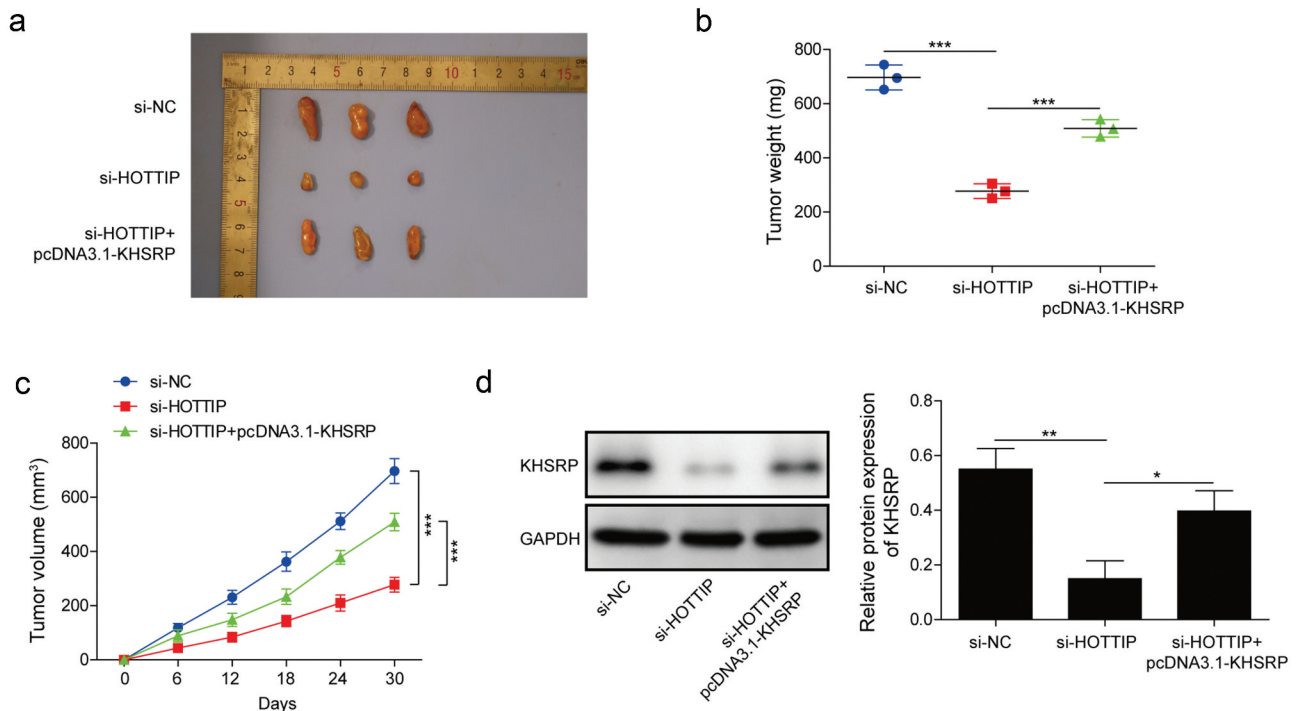 a
1 2 3 4 5 6 7 8 9 10 1 2 3 4 15
si-NC
si-HOTTIP
si-HOTTIP+
pcDNA3.1-KHSRP
1
2
3
4
5
6
7
8
b
Tumor weight (mg)
800
600
400
200
0
***
***
si-NC
si-HOTTIP
si-HOTTIP+
pcDNA3.1-KHSRP
c
si-NC
si-HOTTIP
si-HOTTIP+pcDNA3.1-KHSRP
Tumor volume (mm³)
800
600
400
200
0
0 6 12 18 24 30
Days
***
***
d
KHSRP
GAPDH
si-NC
si-HOTTIP
si-HOTTIP+
pcDNA3.1-KHSRP
Relative protein expression
of KHSRP
0.8
0.6
0.4
0.2
0.0
**
*
si-NC
si-HOTTIP
si-HOTTIP+
pcDNA3.1-KHSRP